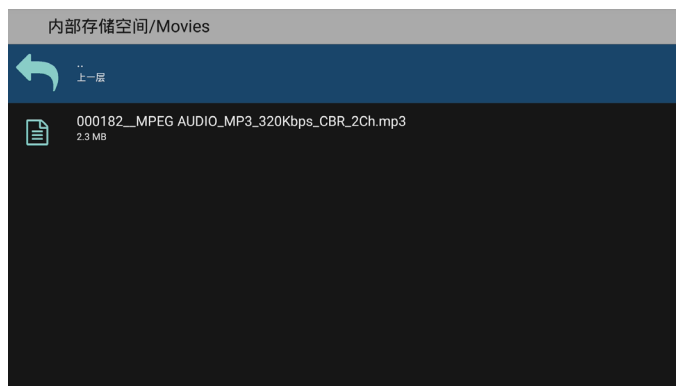 内部存储空间/Movies
..
上一层
000182__MPEG AUDIO_MP3_320Kbps_CBR_2Ch.mp3
2.3 MB